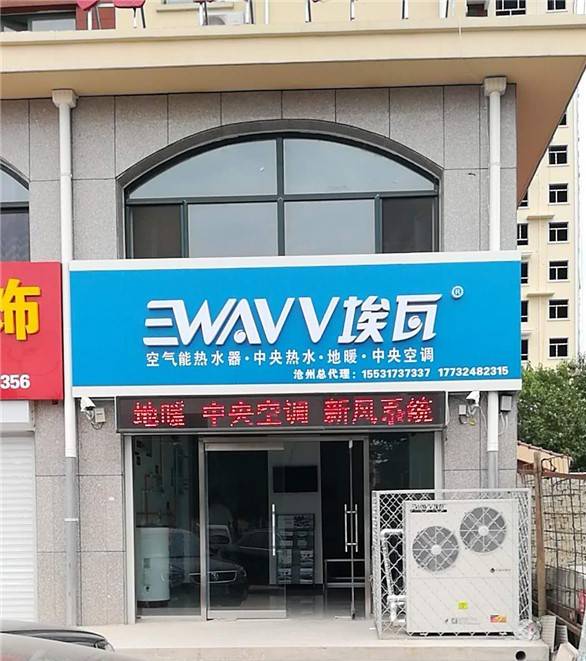 EWAVV埃瓦®
空气能热水器·中央热水·地暖·中央空调
沧州总代理：15531737337 17732482315
饰
356
地暖 中央空调 新风系统